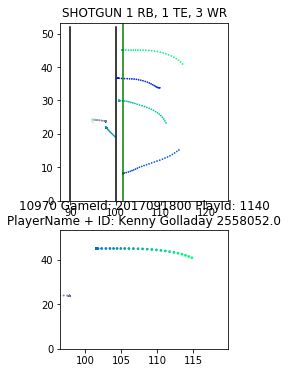 SHOTGUN 1 RB, 1 TE, 3 WR
50
40
30
20
10
0
90 100 110 120
10970 GameId: 2017091800 PlayId: 1140
PlayerName + ID: Kenny Golladay 2558052.0
40
20
0
100 105 110 115